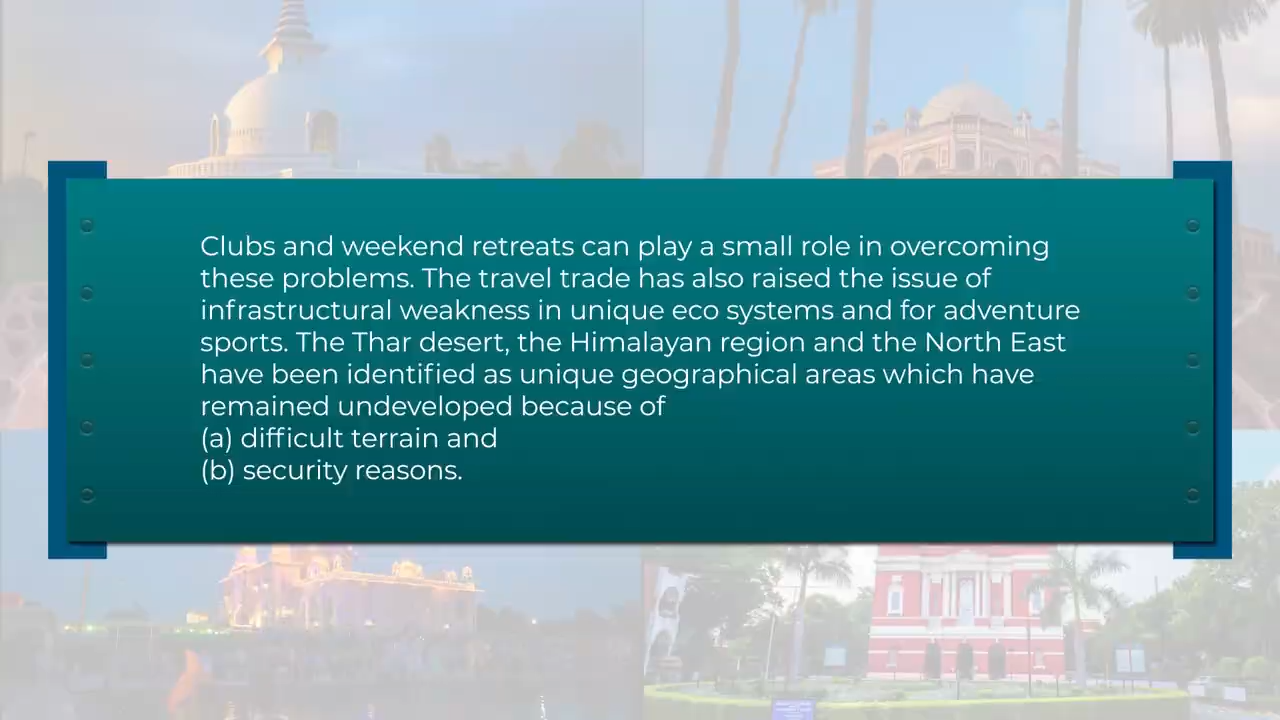 Clubs and weekend retreats can play a small role in overcoming
these problems. The travel trade has also raised the issue of
infrastructural weakness in unique eco systems and for adventure
sports. The Thar desert, the Himalayan region and the North East
have been identified as unique geographical areas which have
remained undeveloped because of
(a) difficult terrain and
(b) security reasons.